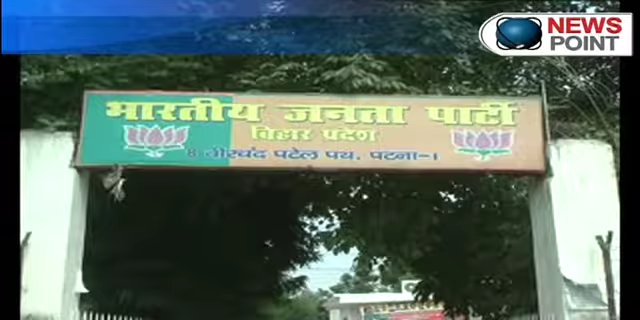 NEWS
POINT
भारतीय जनता पार्टी
बिहार प्रदेश
8 वीरचंद पटेल पथ, पटना-1